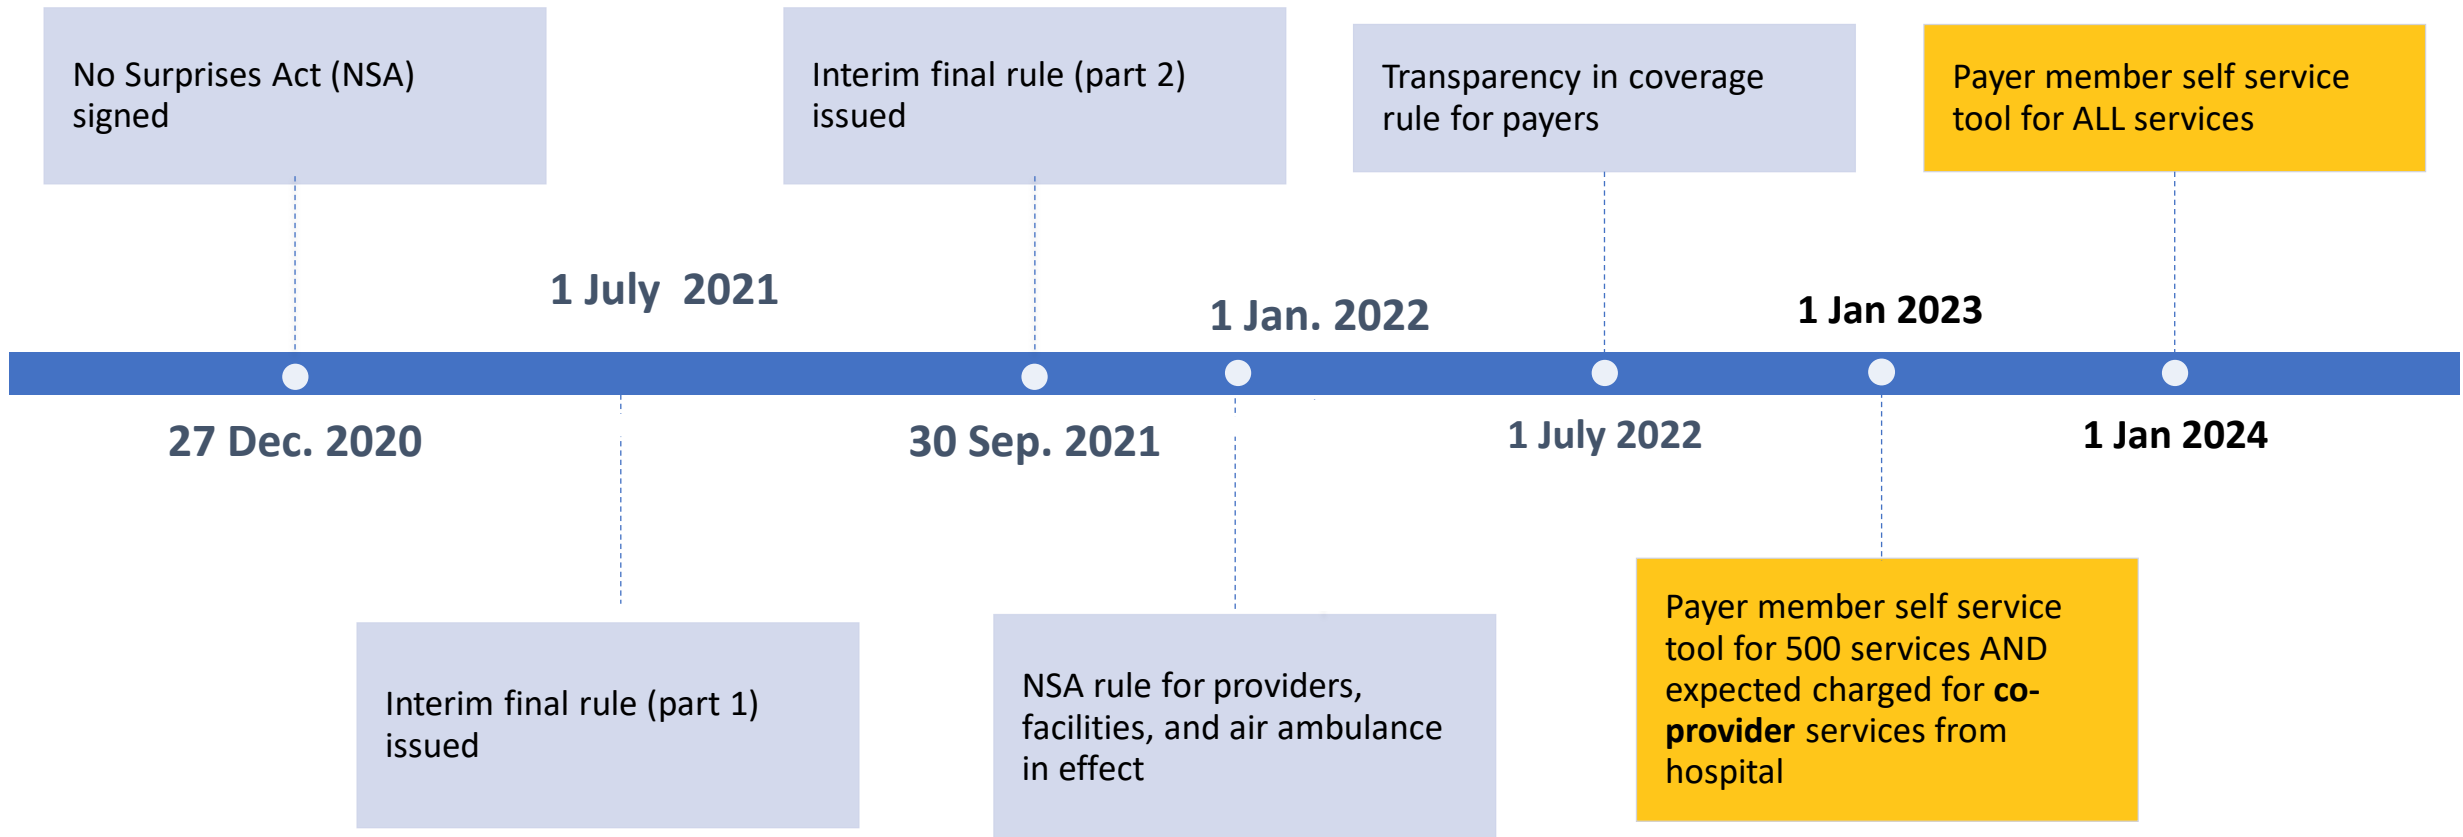 No Surprises Act (NSA)
signed
Interim final rule (part 2)
issued
Transparency in coverage
rule for payers
Payer member self service
tool for ALL services
1 July  2021
1 Jan. 2022
1 Jan 2023
27 Dec. 2020
30 Sep. 2021
1 July 2022
1 Jan 2024
Interim final rule (part 1)
issued
NSA rule for providers,
facilities, and air ambulance
in effect
Payer member self service
tool for 500 services AND
expected charged for co-
provider services from
hospital